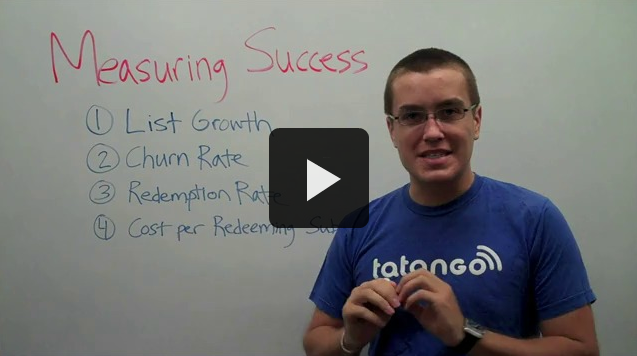 Measuring Success
1 List Growth
2 Churn Rate
3 Redemption Rate
4 Cost per Redeeming
tatango